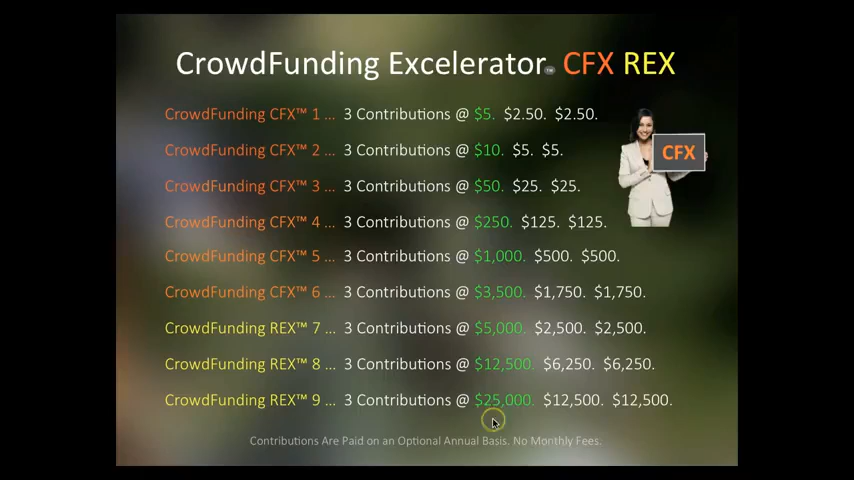 CrowdFunding Excelerator™ CFX REX
CrowdFunding CFX™ 1 ... 3 Contributions @ $5. $2.50. $2.50.
CrowdFunding CFX™ 2 ... 3 Contributions @ $10. $5. $5.
CrowdFunding CFX™ 3 ... 3 Contributions @ $50. $25. $25.
CFX
CrowdFunding CFX™ 4 ... 3 Contributions @ $250. $125. $125.
CrowdFunding CFX™ 5 ... 3 Contributions @ $1,000. $500. $500.
CrowdFunding CFX™ 6 ... 3 Contributions @ $3,500. $1,750. $1,750.
CrowdFunding REX™ 7 ... 3 Contributions @ $5,000. $2,500. $2,500.
CrowdFunding REX™ 8 ... 3 Contributions @ $12,500. $6,250. $6,250.
CrowdFunding REX™ 9 ... 3 Contributions @ $25,000. $12,500. $12,500.
Contributions Are Paid on an Optional Annual Basis. No Monthly Fees.